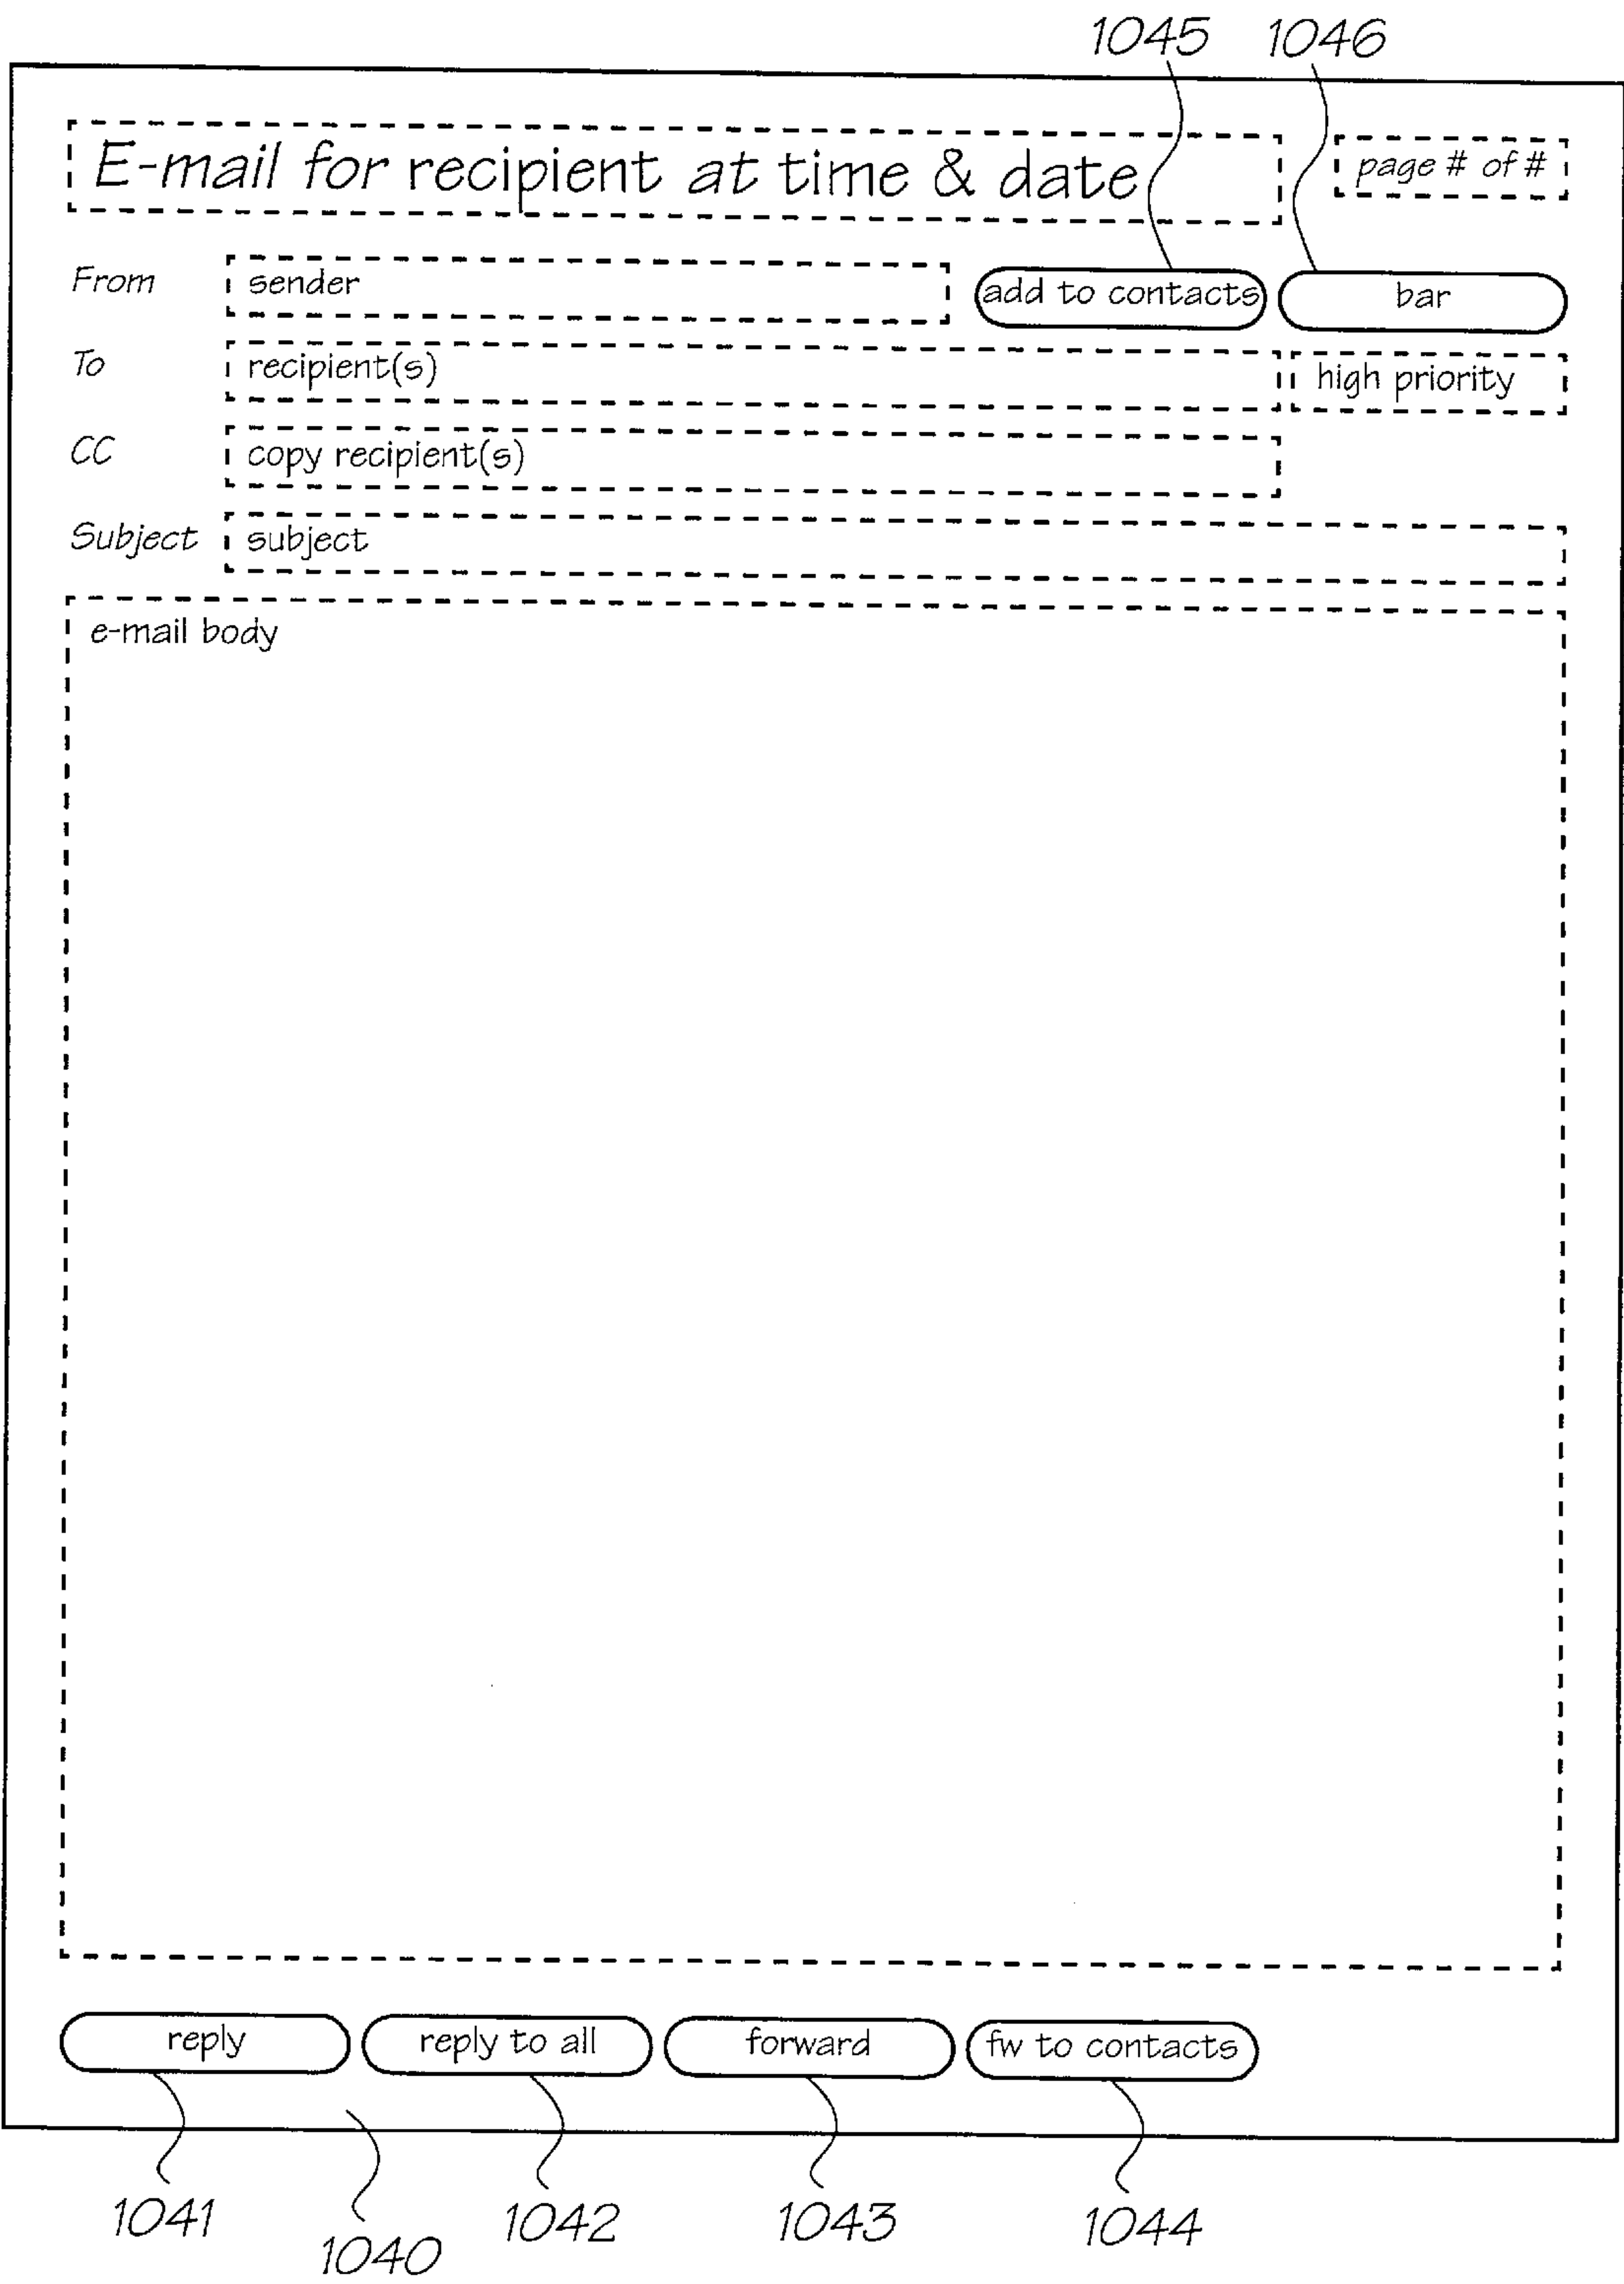 1045 1046
E-mail for recipient at time & date page # of #
From sender add to contacts bar
To recipient(s) high priority
CC copy recipient(s)
Subject subject
e-mail body
reply reply to all forward fw to contacts
1041 1040 1042 1043 1044